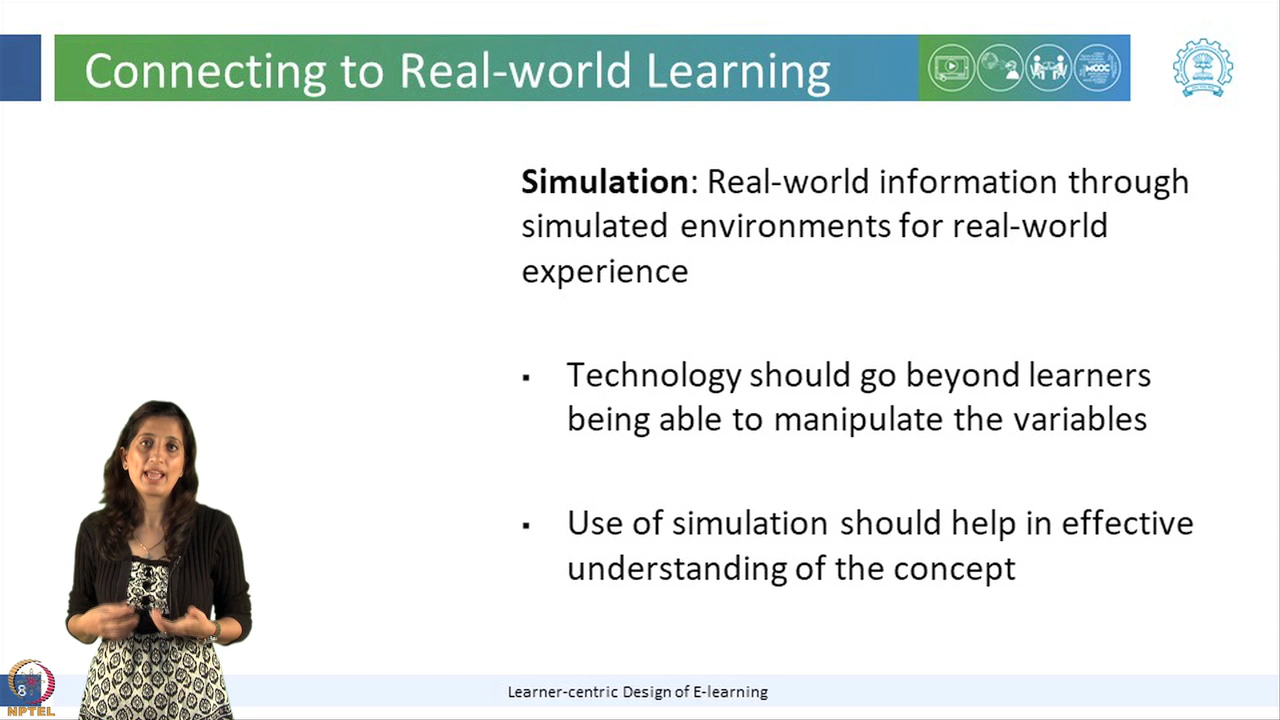 Connecting to Real-world Learning
MOOC
Simulation: Real-world information through
simulated environments for real-world
experience
▪ Technology should go beyond learners
being able to manipulate the variables
▪ Use of simulation should help in effective
understanding of the concept
8
NPTEL
Learner-centric Design of E-learning